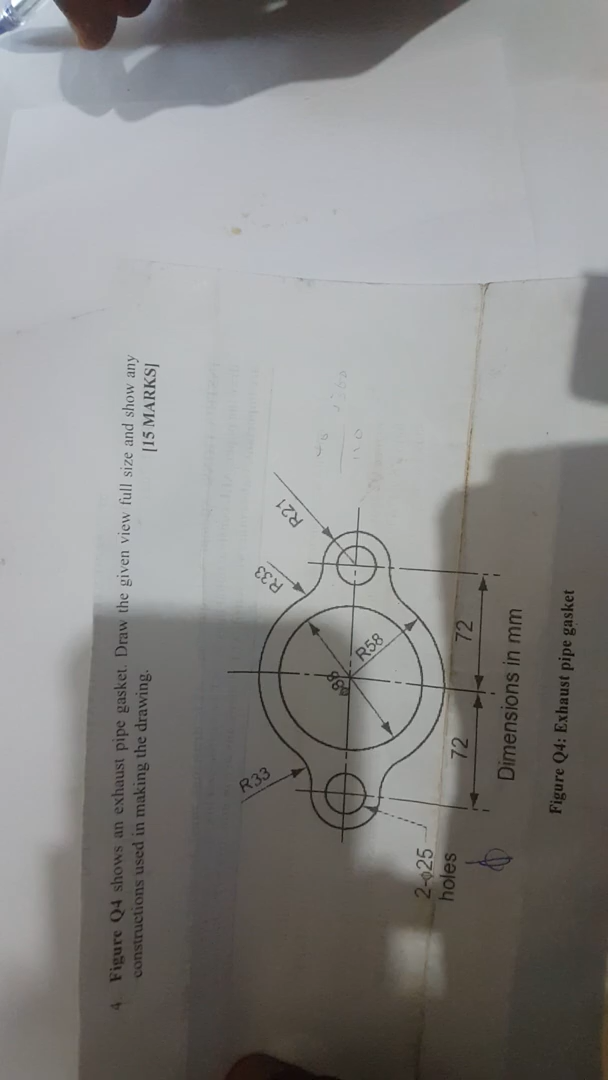 4 Figure Q4 shows an exhaust pipe gasket. Draw the given view full size and show any
constructions used in making the drawing. [15 MARKS]
R33
R33
R21
ø88
R58
2-ø25
holes
72
72
Dimensions in mm
Figure Q4: Exhaust pipe gasket